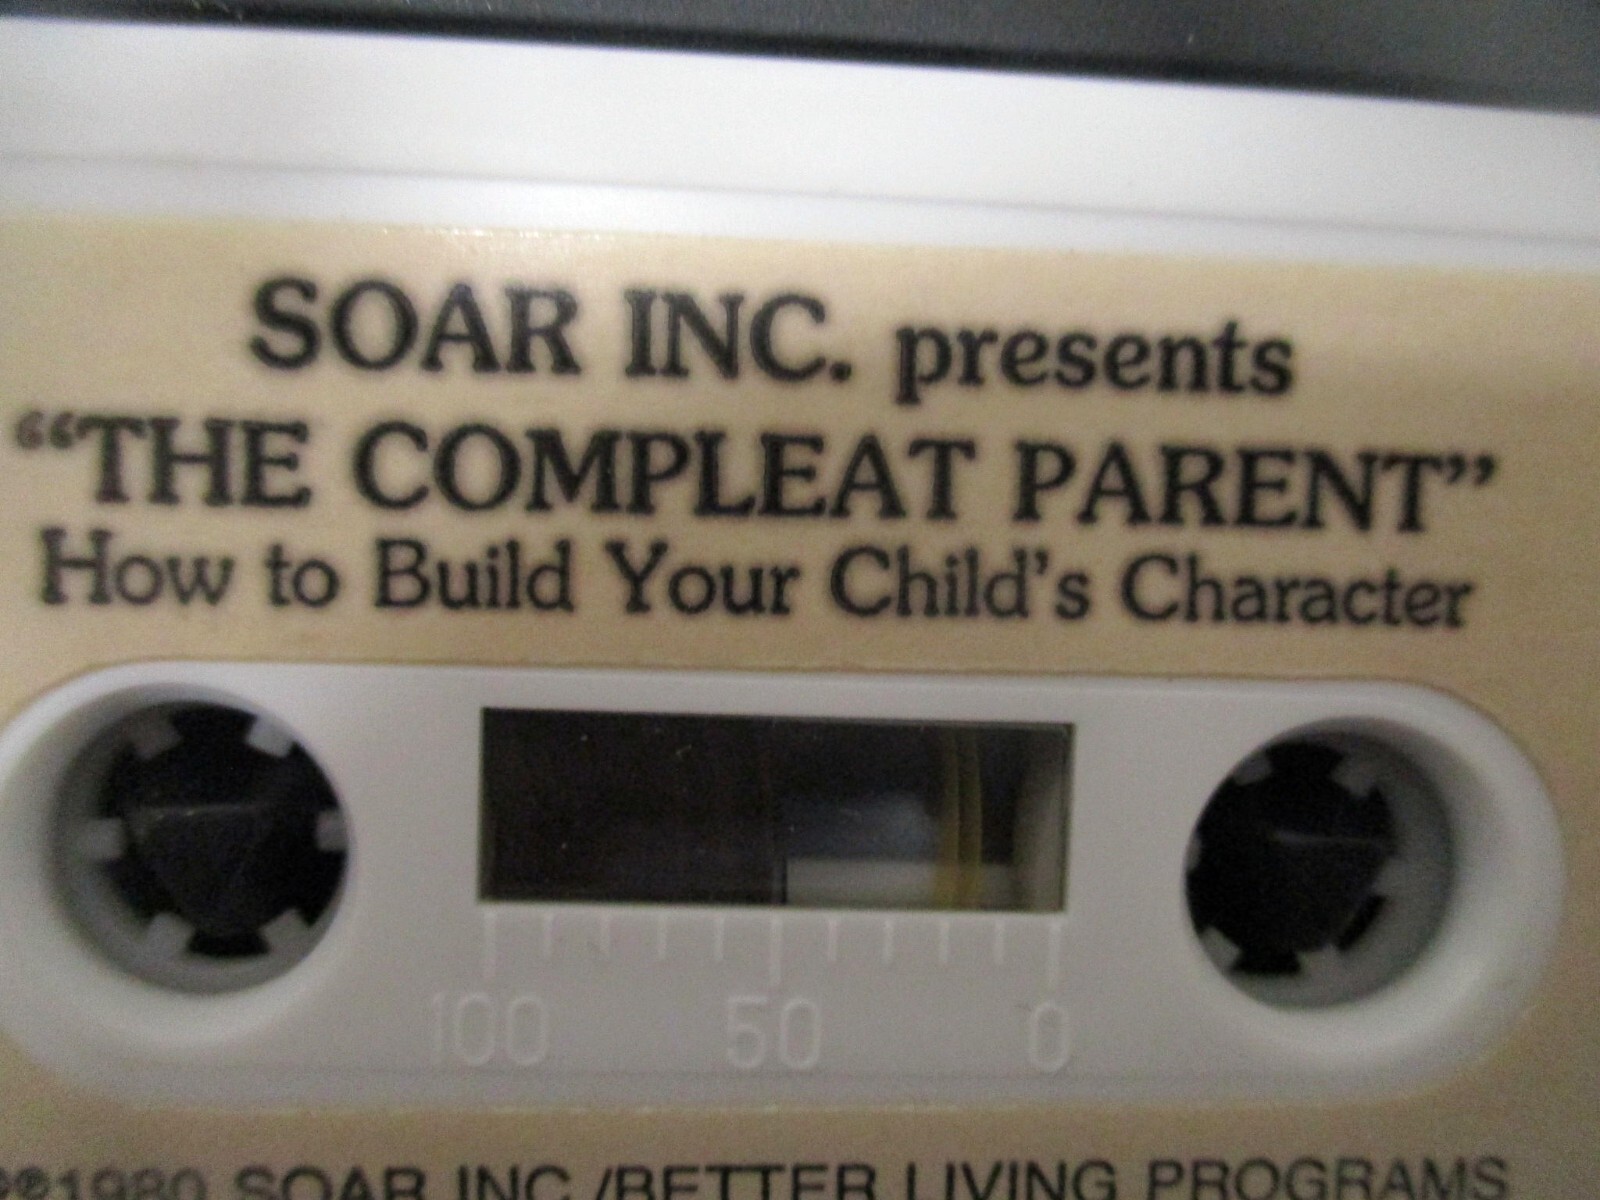 SOAR INC. presents
“THE COMPLEAT PARENT”
How to Build Your Child's Character
100 50 0
℗©1980 SOAR INC./BETTER LIVING PROGRAMS